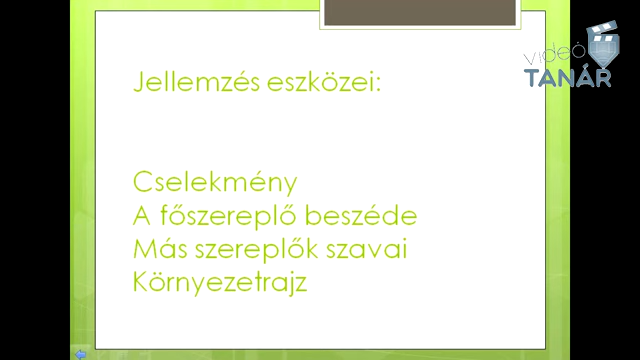 Jellemzés eszközei:
Cselekmény
A főszereplő beszéde
Más szereplők szavai
Környezetrajz
videó
TANÁR